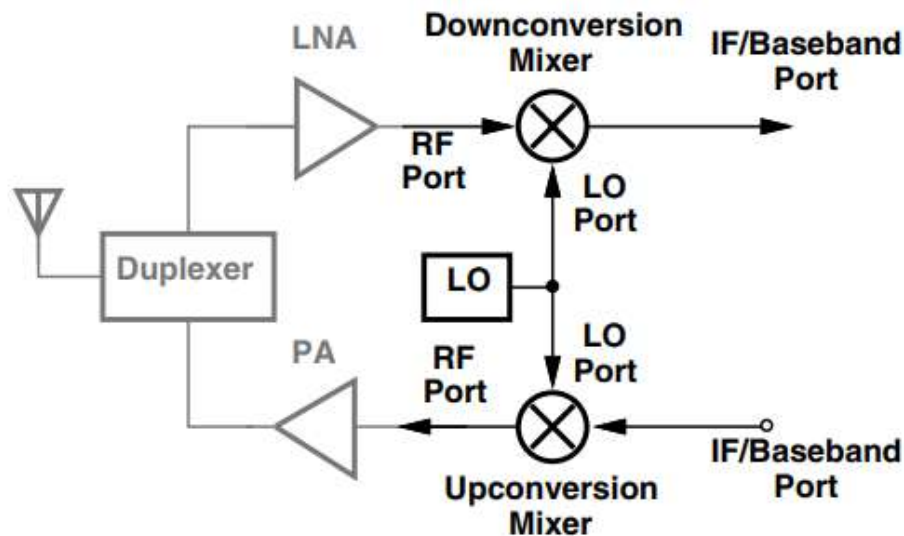 LNA
Downconversion
Mixer
IF/Baseband
Port
RF
Port
LO
Port
Duplexer
LO
PA
RF
Port
LO
Port
IF/Baseband
Port
Upconversion
Mixer